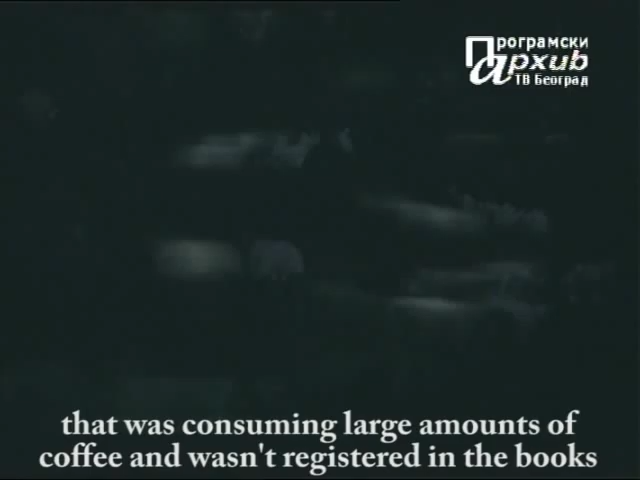 Програмски
Архив
ТВ Београд
that was consuming large amounts of
coffee and wasn't registered in the books